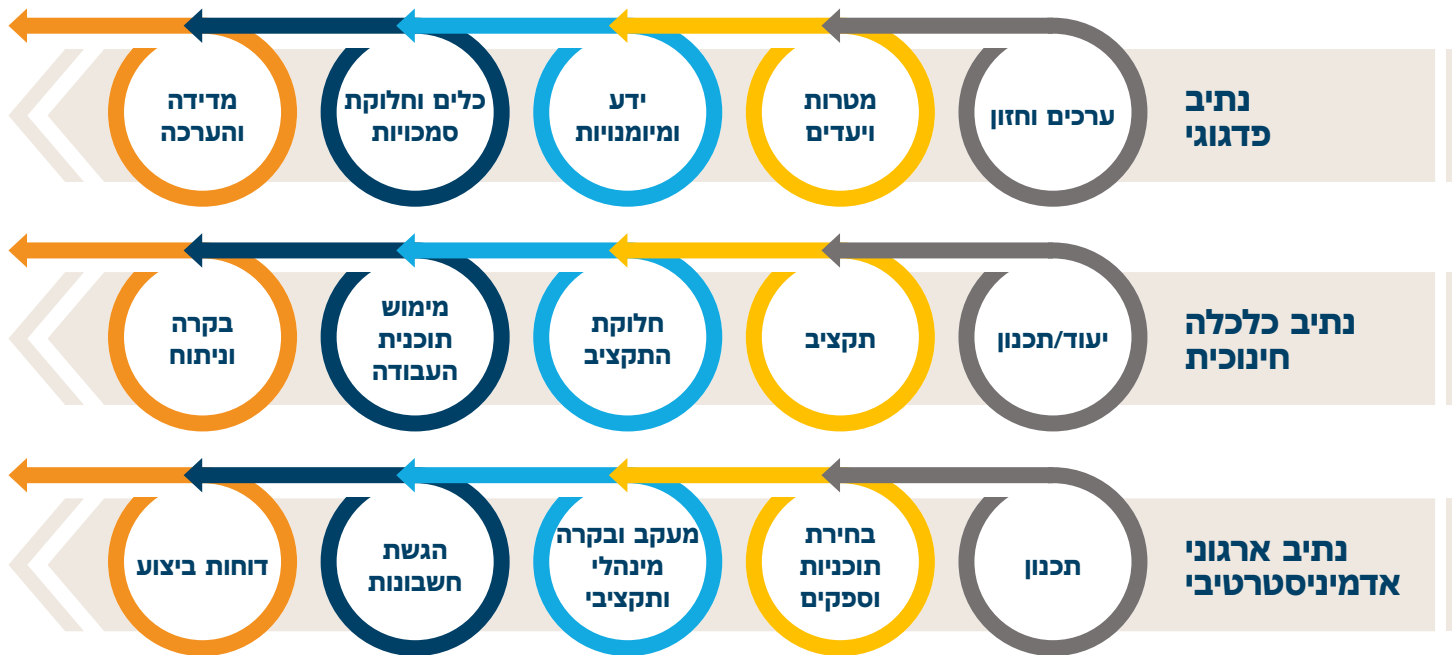 נתיב
פדגוגי
ערכים וחזון
מטרות
ויעדים
ידע
ומיומנויות
כלים וחלוקת
סמכויות
מדידה
והערכה
נתיב כלכלה
חינוכית
יעוד/תכנון
תקציב
חלוקת
התקציב
מימוש
תוכנית
העבודה
בקרה
וניתוח
נתיב ארגוני
אדמיניסטרטיבי
תכנון
בחירת
תוכניות
וספקים
מעקב ובקרה
מינהלי
ותקציבי
הגשת
חשבונות
דוחות ביצוע